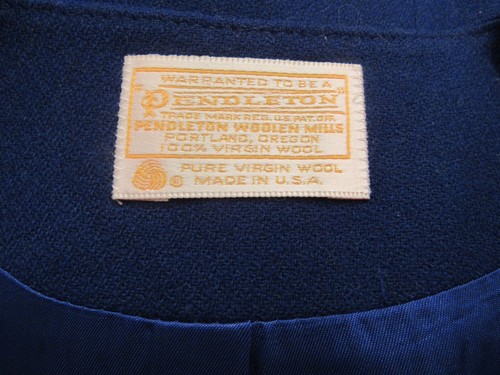 WARRANTED TO BE A
"PENDLETON"
TRADE MARK REG. U.S. PAT. OFF.
PENDLETON WOOLEN MILLS
PORTLAND, OREGON
100% VIRGIN WOOL
PURE VIRGIN WOOL
® MADE IN U.S.A.